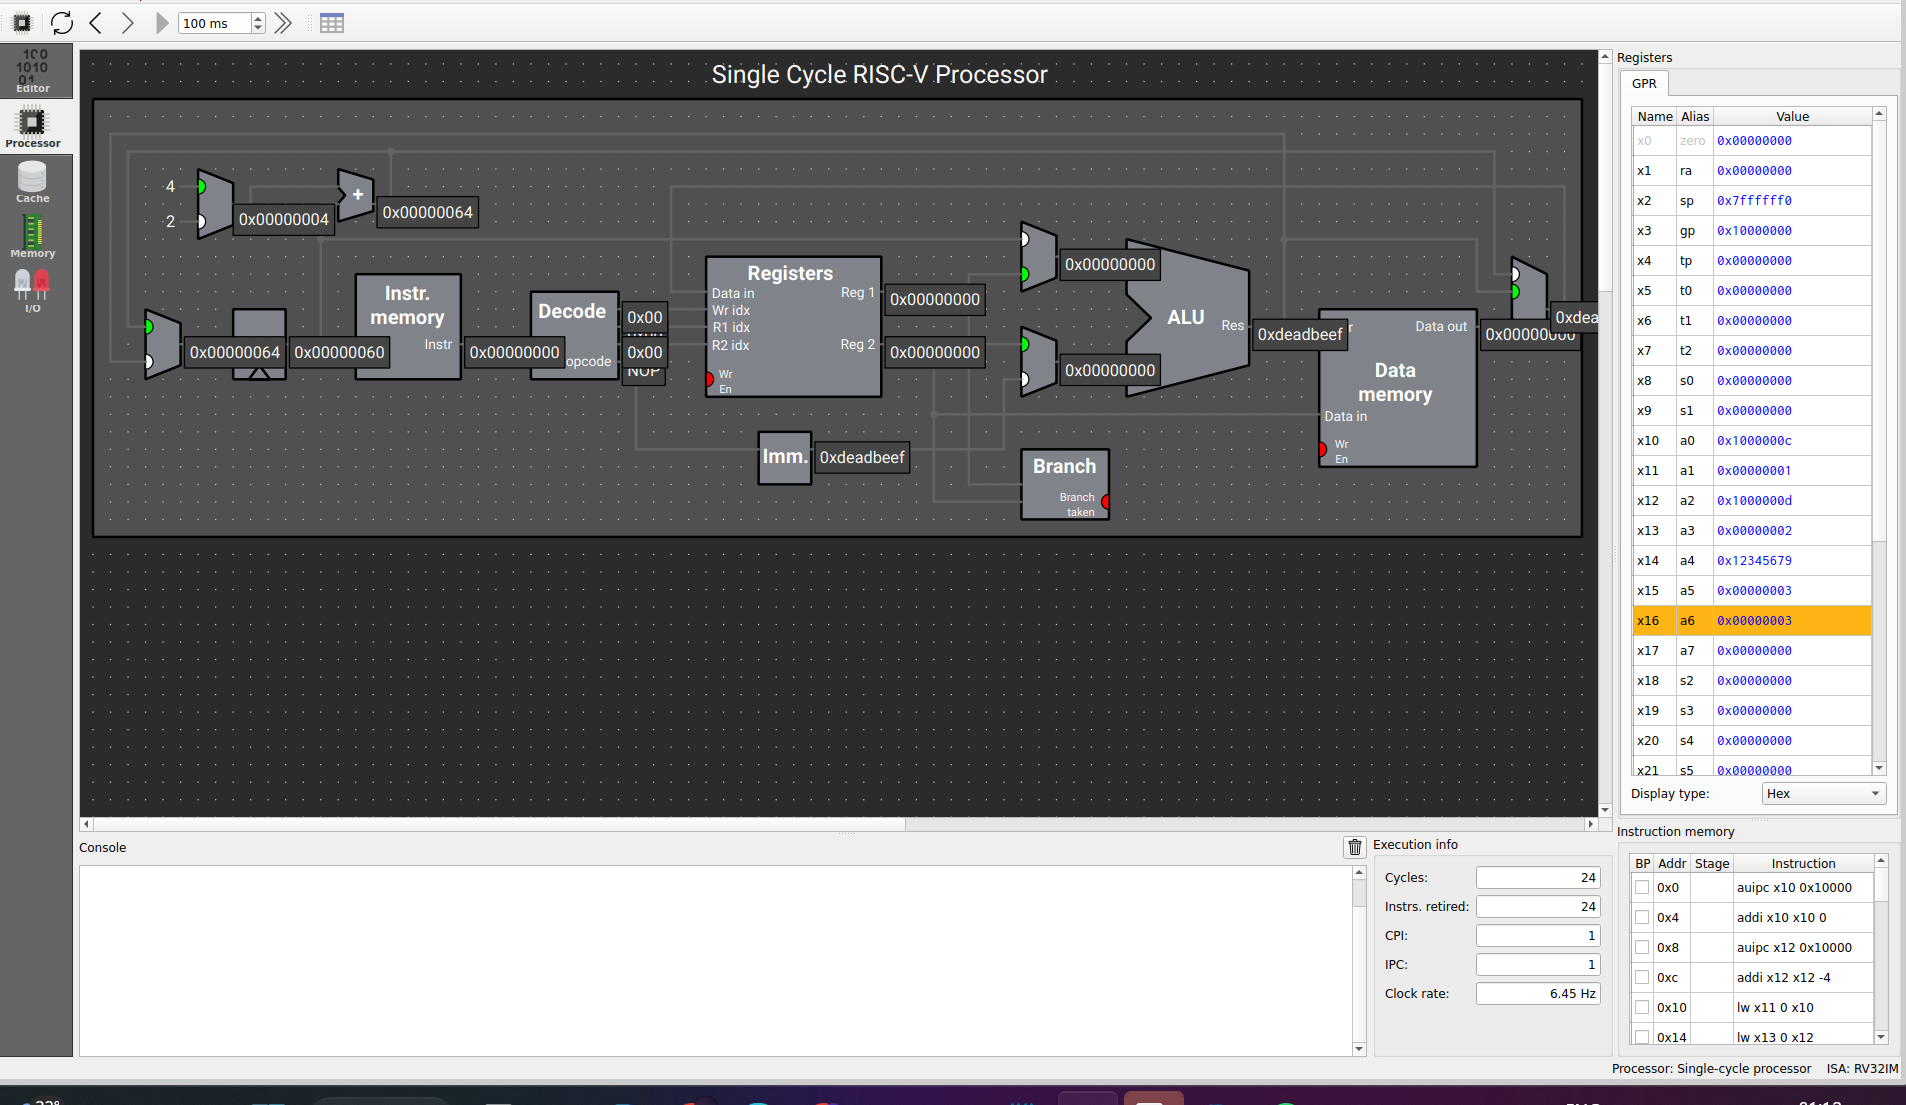 100 ms
100
1010
01
Editor
Processor
Cache
Memory
I/O
Single Cycle RISC-V Processor
4
2
0x00000004
+
0x00000064
0x00000064
0x00000060
Instr.
memory
Instr
0x00000000
Decode
opcode
0x00
0x00
NOP
Registers
Data in
Wr idx
R1 idx
R2 idx
Wr
En
Reg 1
Reg 2
0x00000000
0x00000000
Imm.
0xdeadbeef
0x00000000
0x00000000
ALU
Res
0xdeadbeef
Branch
Branch
taken
r
Data out
Data
memory
Data in
Wr
En
0x00000000
0xdea
Registers
GPR
Name Alias Value
x0 zero 0x00000000
x1 ra 0x00000000
x2 sp 0x7ffffff0
x3 gp 0x10000000
x4 tp 0x00000000
x5 t0 0x00000000
x6 t1 0x00000000
x7 t2 0x00000000
x8 s0 0x00000000
x9 s1 0x00000000
x10 a0 0x1000000c
x11 a1 0x00000001
x12 a2 0x1000000d
x13 a3 0x00000002
x14 a4 0x12345679
x15 a5 0x00000003
x16 a6 0x00000003
x17 a7 0x00000000
x18 s2 0x00000000
x19 s3 0x00000000
x20 s4 0x00000000
x21 s5 0x00000000
Display type: Hex
Console
Execution info
Cycles: 24
Instrs. retired: 24
CPI: 1
IPC: 1
Clock rate: 6.45 Hz
Instruction memory
BP Addr Stage Instruction
0x0 auipc x10 0x10000
0x4 addi x10 x10 0
0x8 auipc x12 0x10000
0xc addi x12 x12 -4
0x10 lw x11 0 x10
0x14 lw x13 0 x12
Processor: Single-cycle processor ISA: RV32IM